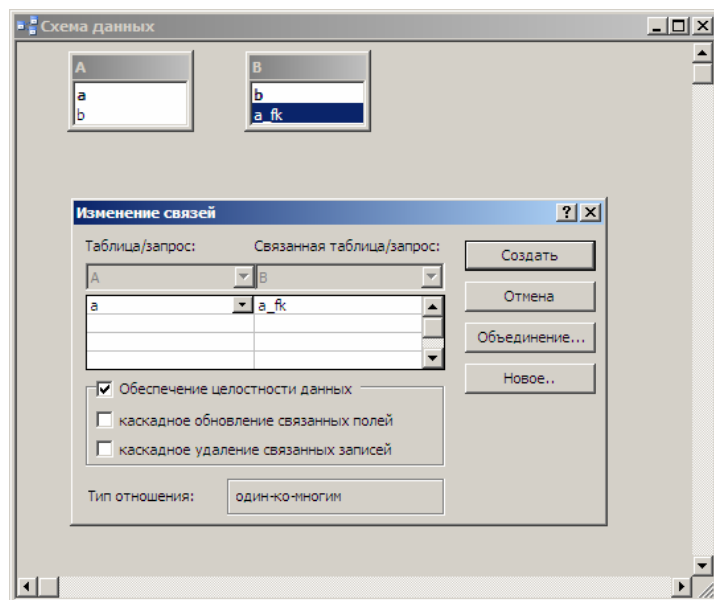 Схема данных
A
a
b
B
b
a_fk
Изменение связей
Таблица/запрос: Связанная таблица/запрос:
A B
a a_fk
Создать
Отмена
Объединение...
Новое..
Обеспечение целостности данных
каскадное обновление связанных полей
каскадное удаление связанных записей
Тип отношения: один-ко-многим